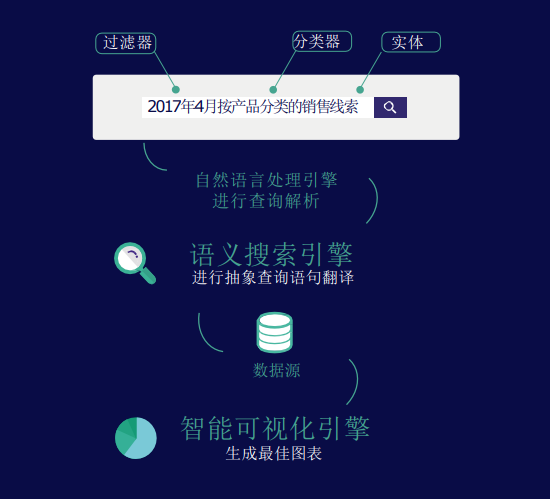 过滤器 分类器 实体
2017年4月按产品分类的销售线索
自然语言处理引擎
进行查询解析
语义搜索引擎
进行抽象查询语句翻译
数据源
智能可视化引擎
生成最佳图表